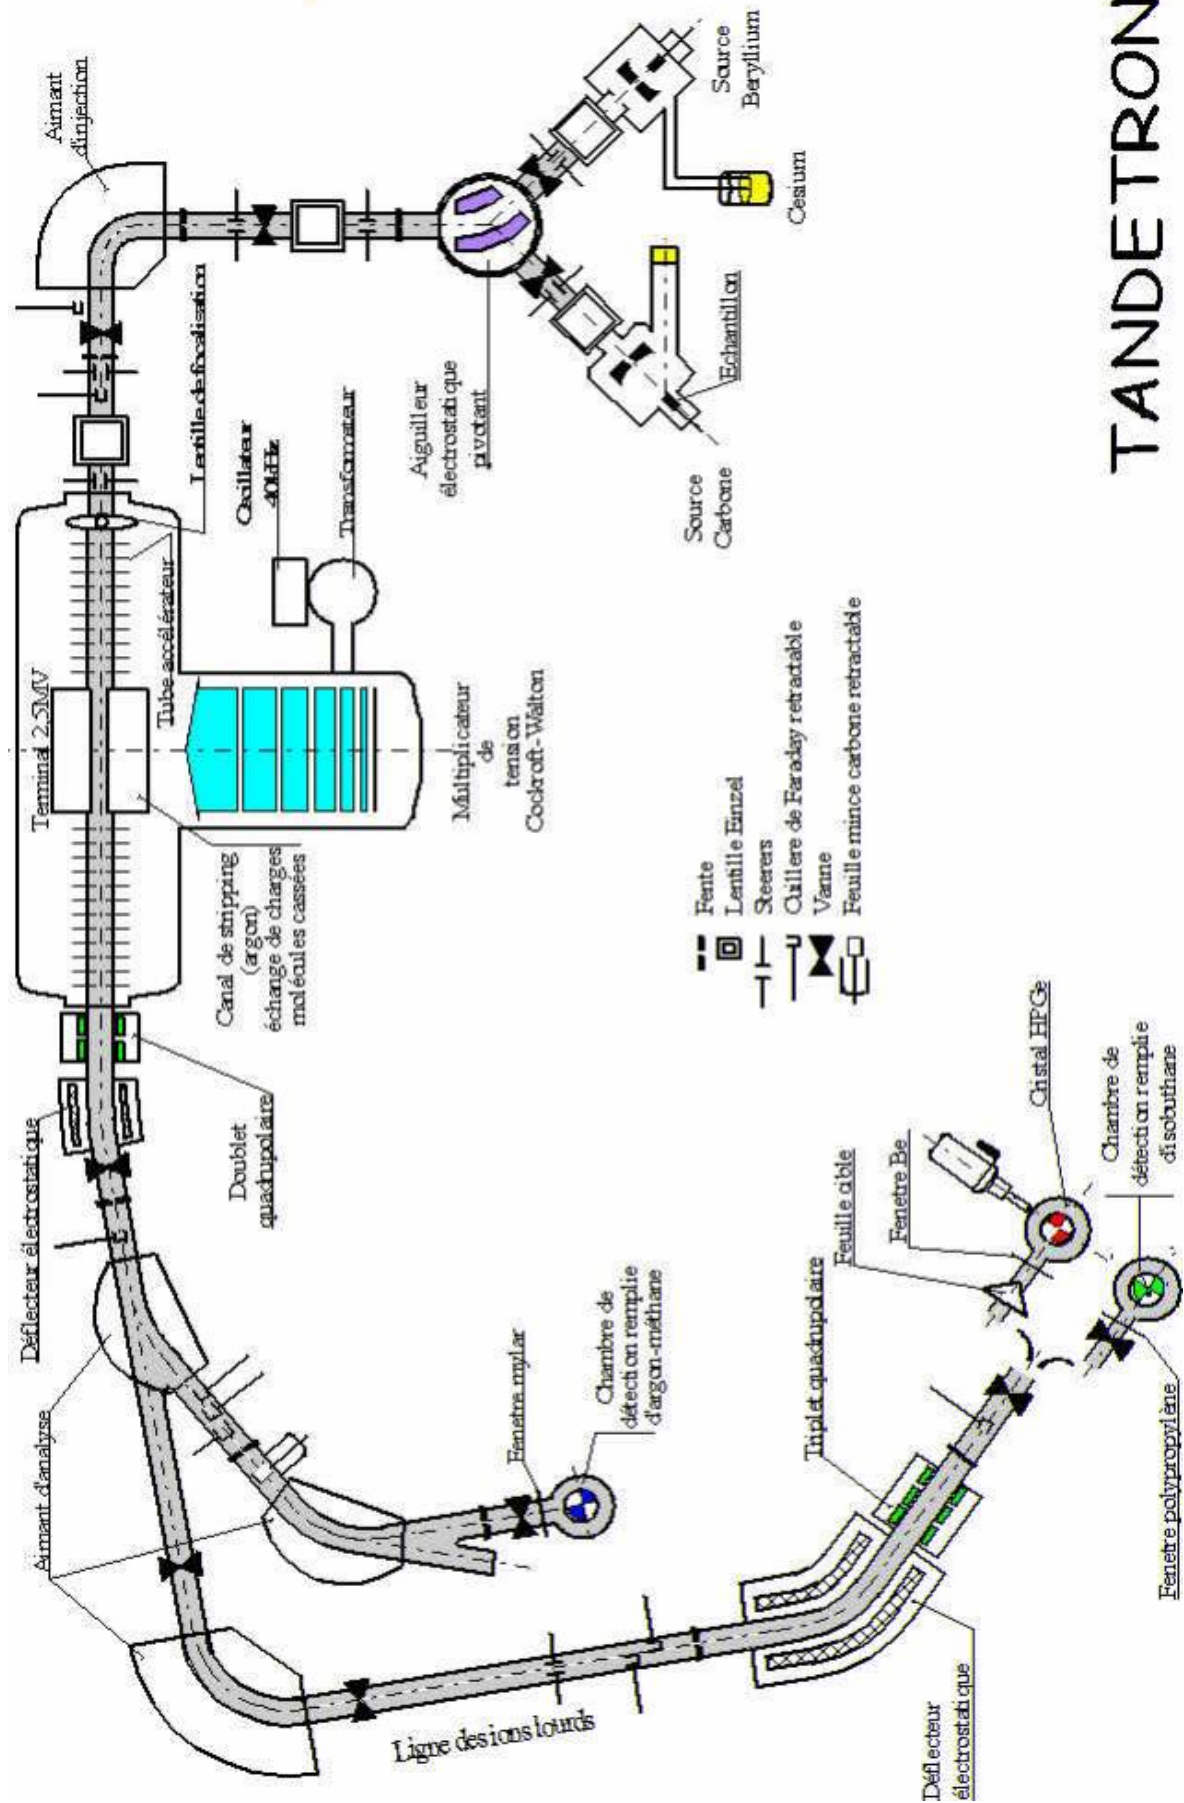 TANDETRON
Aimant
d'injection
Source
Beryllium
Cesium
Lentille de focalisation
Oscillateur
40kHz
Transformateur
Aiguilleur
électrostatique
pivotant
Echantillon
Source
Carbone
Terminal 2.5MV
Tube accélérateur
Multiplicateur
de
tension
Cockroft-Walton
Canal de stripping
(argon)
échange de charges
molécules cassées
Fente
Lentille Einzel
Steerers
Cuillere de Faraday retractable
Vanne
Feuille mince carbone retractable
Déflecteur électrostatique
Doublet
quadrupolaire
Aimant d'analyse
Fenetre mylar
Chambre de
détection remplie
d'argon-méthane
Triplet quadrupolaire
Feuille cible
Fenetre Be
Cristal HPGe
Chambre de
détection remplie
d'isobuthane
Fenetre polypropylène
Ligne des ions lourds
Déflecteur
électrostatique